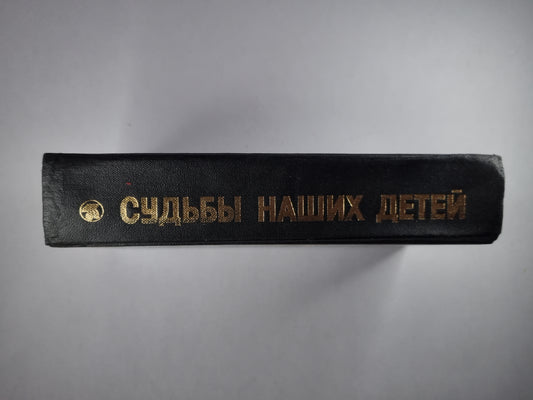 Судьбы наших детей